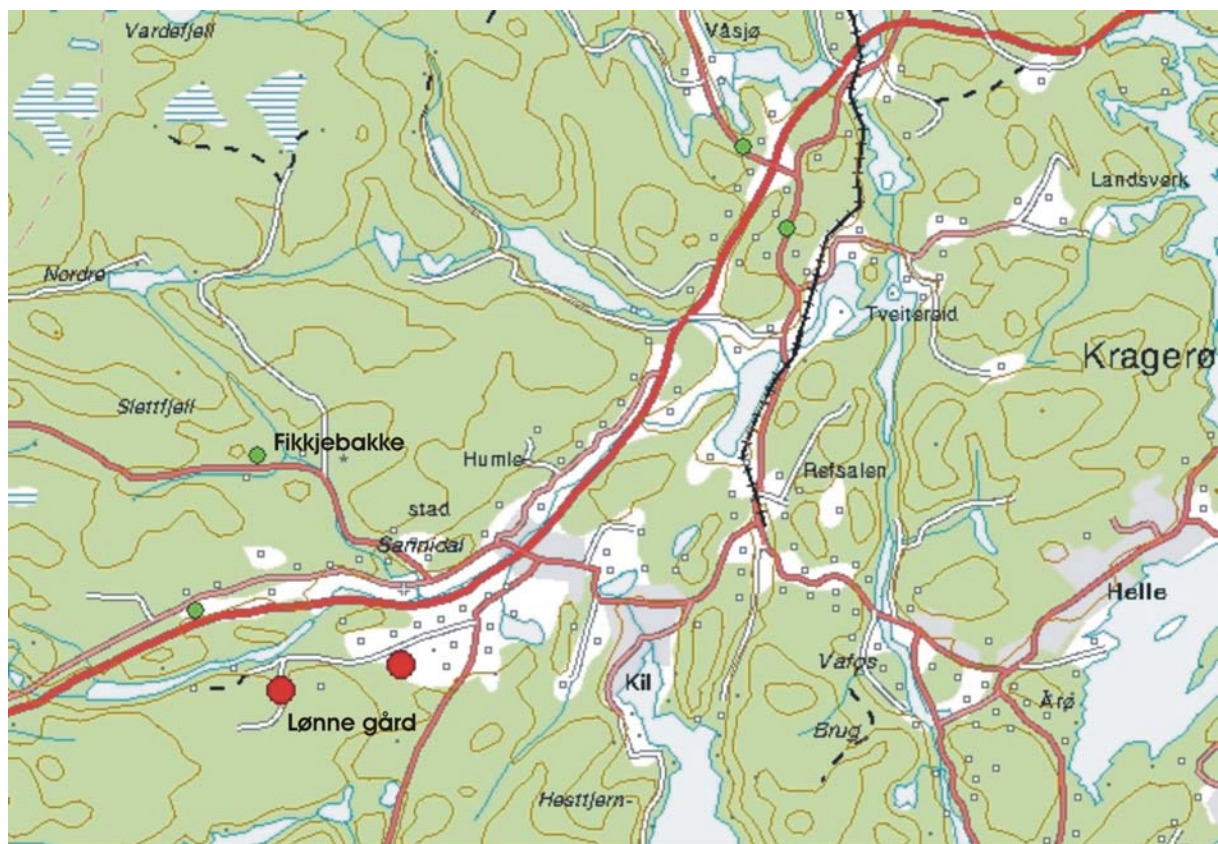 Vardefjell
Våsjø
Landsverk
Nordre
Tveitereid
Kragerø
Slettfjell
Fikkjebakke
Humle-
stad
Refsalen
Sannidal
Helle
Vafos
Brug
Kil
Årø
Lønne gård
Hesttjern-